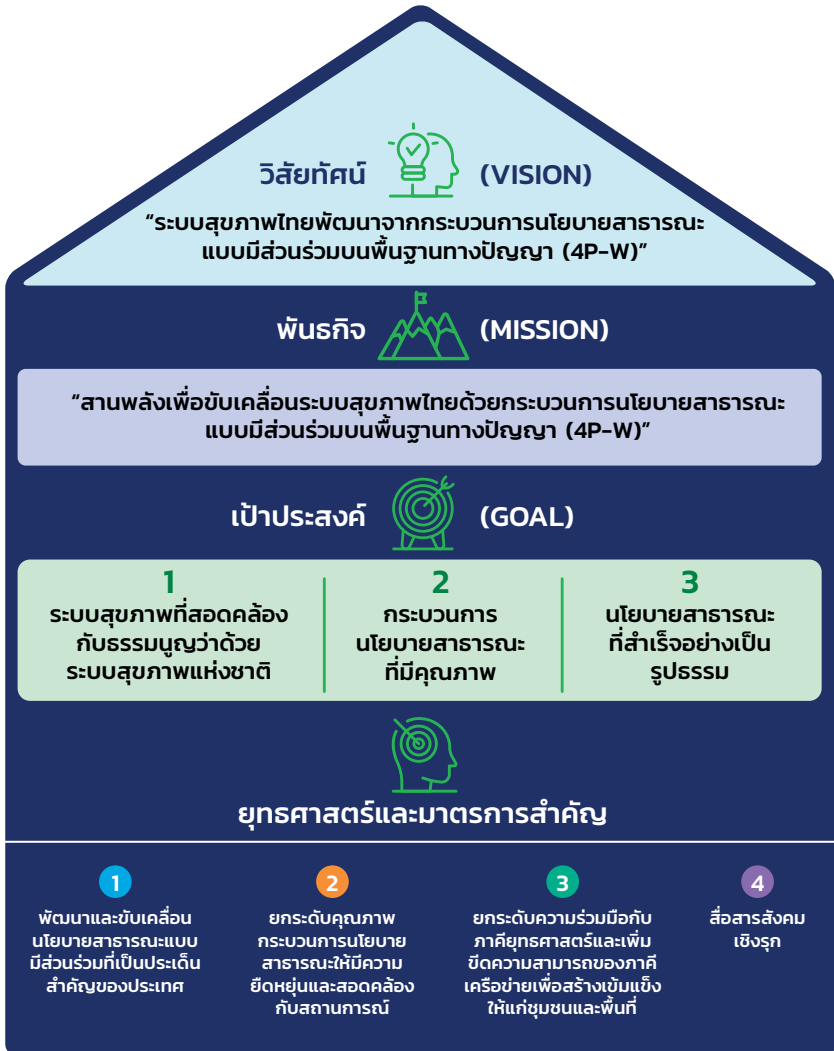 วิสัยทัศน์ (VISION)
“ระบบสุขภาพไทยพัฒนาจากกระบวนการนโยบายสาธารณะ
แบบมีส่วนร่วมบนพื้นฐานทางปัญญา (4P-W)”
พันธกิจ (MISSION)
“สานพลังเพื่อขับเคลื่อนระบบสุขภาพไทยด้วยกระบวนการนโยบายสาธารณะ
แบบมีส่วนร่วมบนพื้นฐานทางปัญญา (4P-W)”
เป้าประสงค์ (GOAL)
1
ระบบสุขภาพที่สอดคล้อง
กับธรรมนูญว่าด้วย
ระบบสุขภาพแห่งชาติ
2
กระบวนการ
นโยบายสาธารณะ
ที่มีคุณภาพ
3
นโยบายสาธารณะ
ที่สำเร็จอย่างเป็น
รูปธรรม
ยุทธศาสตร์และมาตรการสำคัญ
1
พัฒนาและขับเคลื่อน
นโยบายสาธารณะแบบ
มีส่วนร่วมที่เป็นประเด็น
สำคัญของประเทศ
2
ยกระดับคุณภาพ
กระบวนการนโยบาย
สาธารณะให้มีความ
ยืดหยุ่นและสอดคล้อง
กับสถานการณ์
3
ยกระดับความร่วมมือกับ
ภาคียุทธศาสตร์และเพิ่ม
ขีดความสามารถของภาคี
เครือข่ายเพื่อสร้างเข้มแข็ง
ให้แก่ชุมชนและพื้นที่
4
สื่อสารสังคม
เชิงรุก